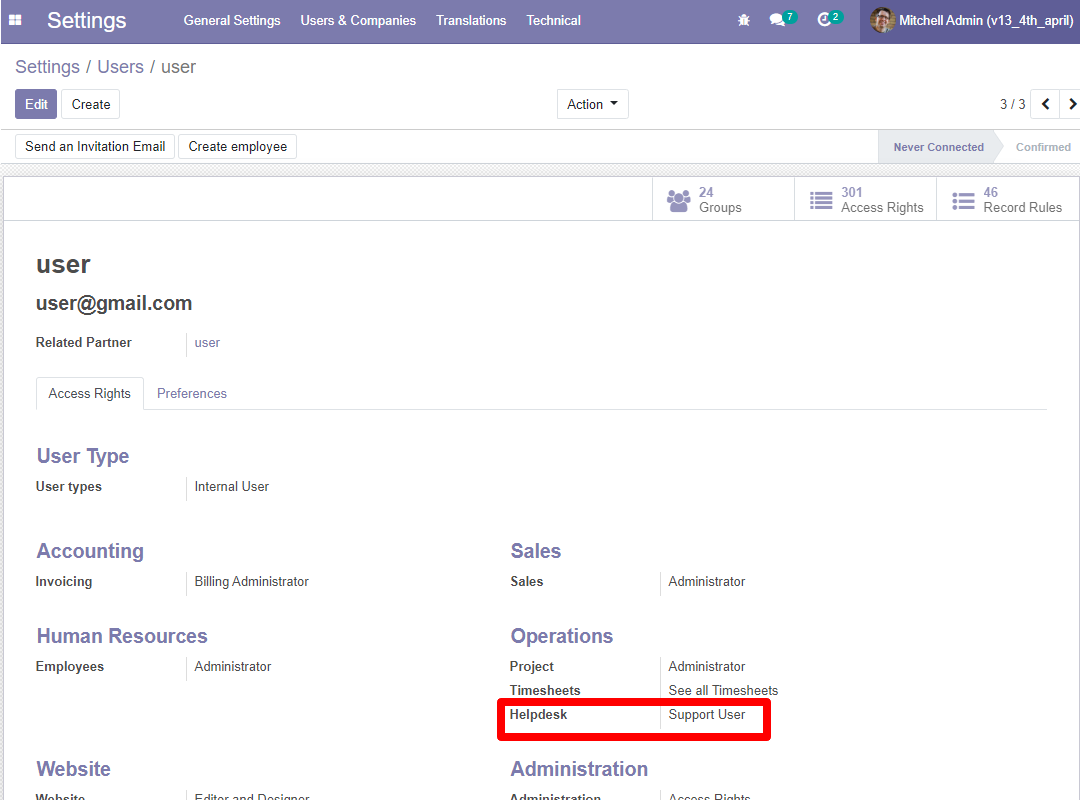 Settings General Settings Users & Companies Translations Technical 7 2 Mitchell Admin (v13_4th_april)
Settings / Users / user
Edit Create Action 3 / 3
Send an Invitation Email Create employee Never Connected Confirmed
24 301 46
Groups Access Rights Record Rules
user
user@gmail.com
Related Partner user
Access Rights Preferences
User Type
User types Internal User
Accounting Sales
Invoicing Billing Administrator Sales Administrator
Human Resources Operations
Employees Administrator Project Administrator
Timesheets See all Timesheets
Helpdesk Support User
Website Administration
Website Editor and Designer Administration Access Rights